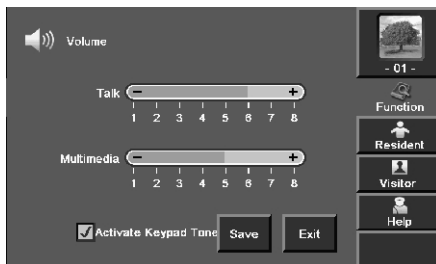 Volume
Talk - +
1 2 3 4 5 6 7 8
Multimedia - +
1 2 3 4 5 6 7 8
Activate Keypad Tone
Save
Exit
- 01 -
Function
Resident
Visitor
Help